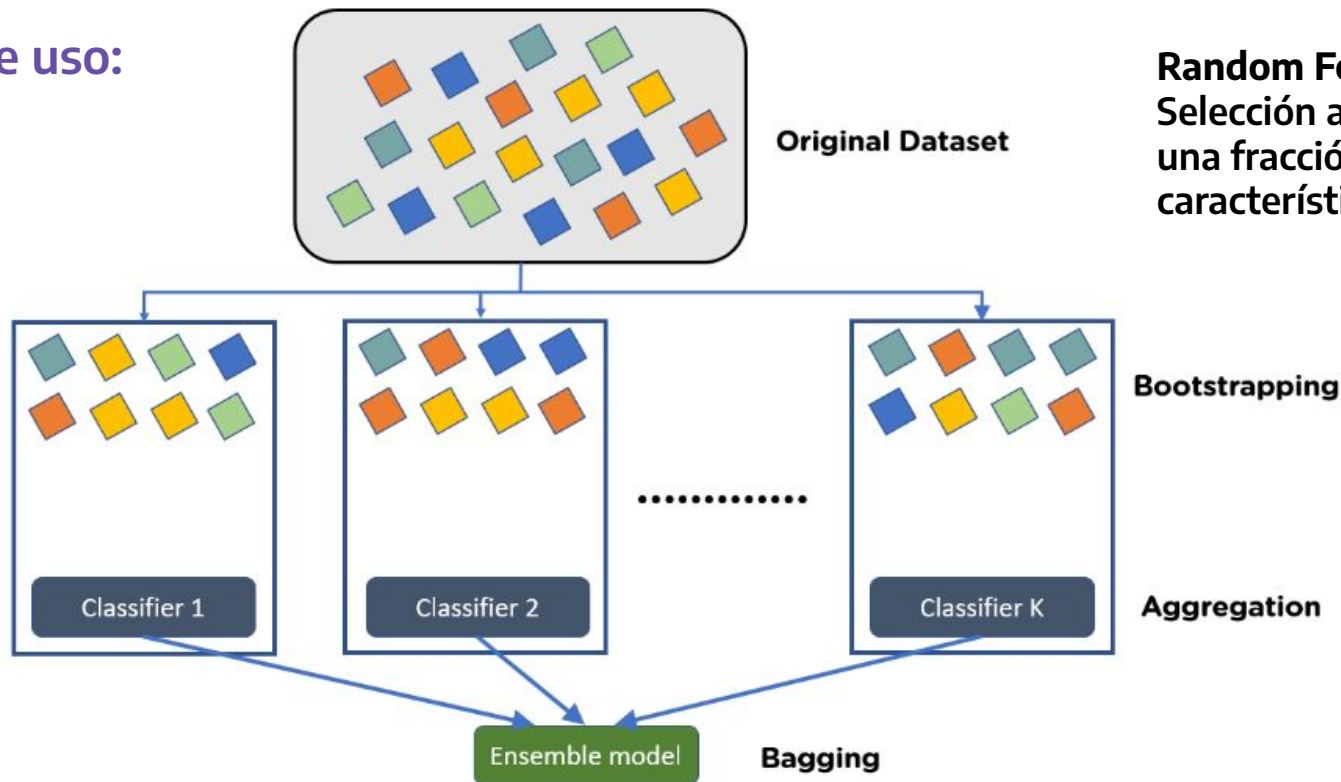 e uso:
Random Fo
Selección a
una fracció
característi
Original Dataset
Bootstrapping
.............
Classifier 1
Classifier 2
Classifier K
Aggregation
Ensemble model
Bagging